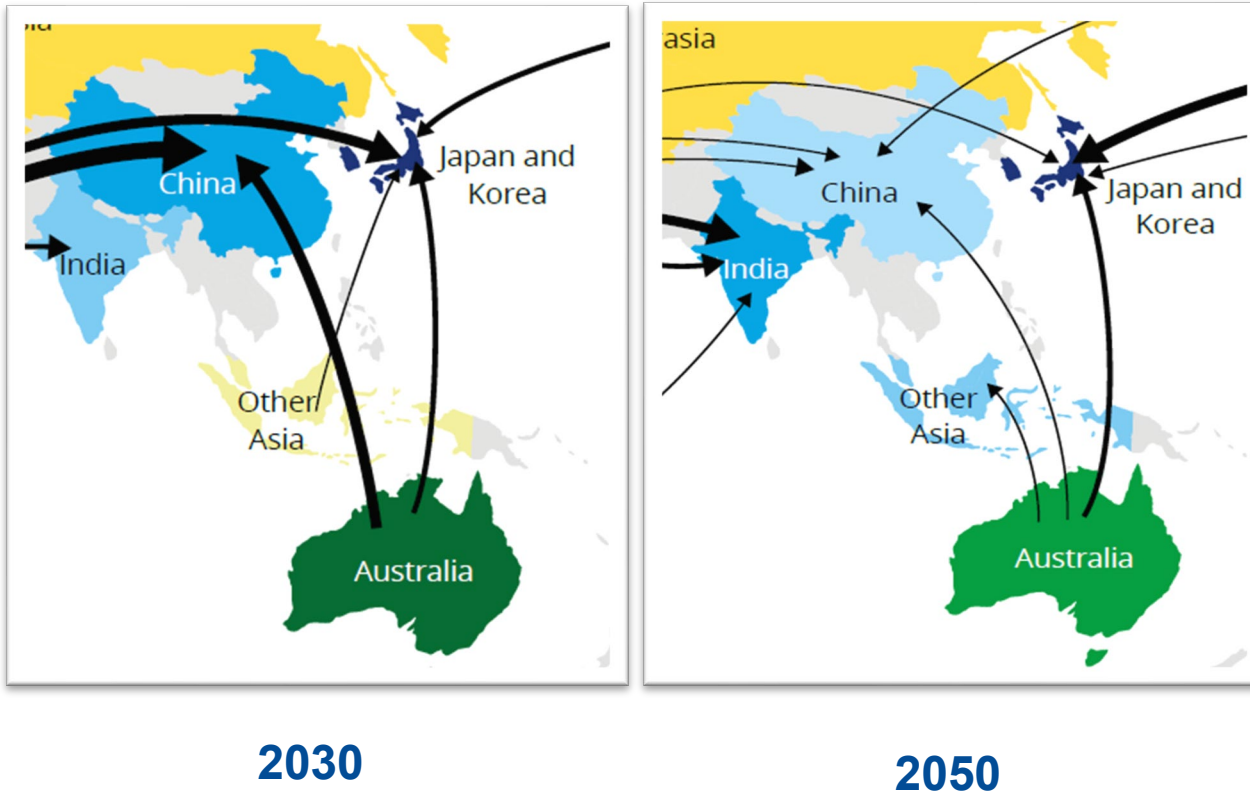 China
Japan and
Korea
India
Other
Asia
Australia
asia
China
Japan and
Korea
India
Other
Asia
Australia
2030
2050